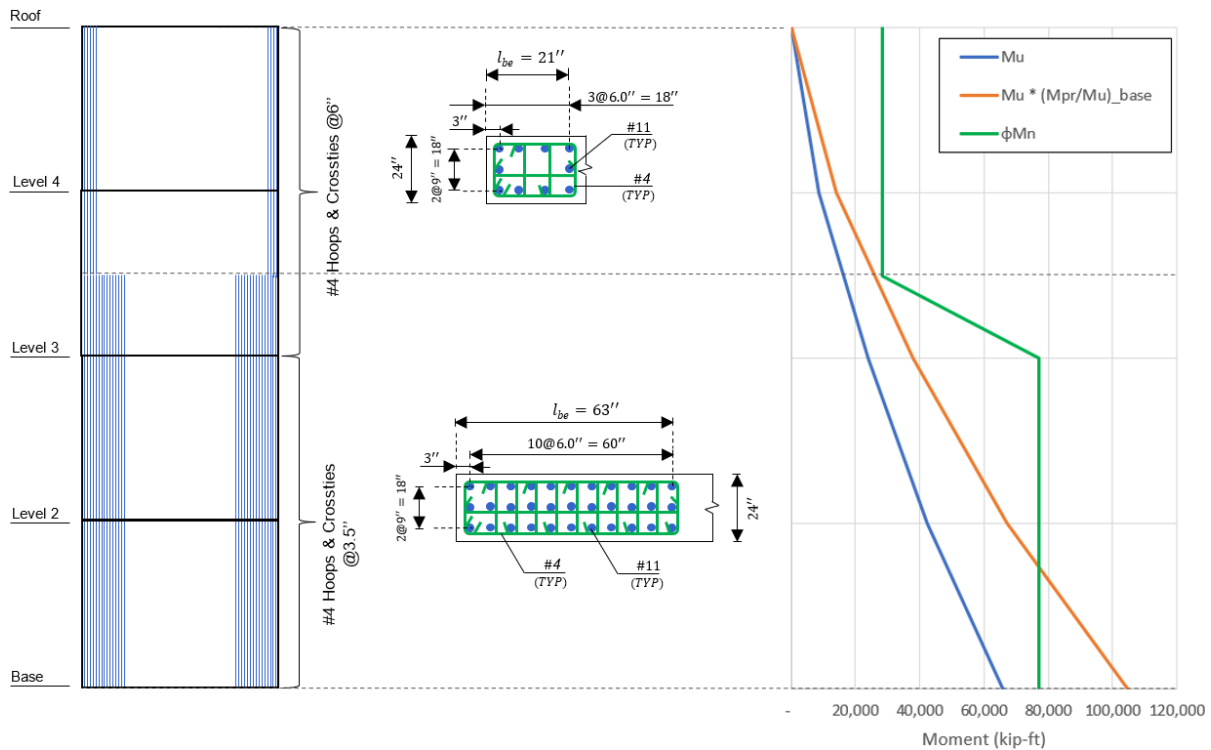 Roof
Level 4
Level 3
Level 2
Base
#4 Hoops & Crossties @6"
#4 Hoops & Crossties
@3.5"
l_be = 21′′
3@6.0′′ = 18′′
3′′
24′′
2@9′′ = 18′′
#11
(TYP)
#4
(TYP)
l_be = 63′′
10@6.0′′ = 60′′
3′′
2@9′′ = 18′′
24′′
#4
(TYP)
#11
(TYP)
Mu
Mu * (Mpr/Mu)_base
ϕMn
- 20,000 40,000 60,000 80,000 100,000 120,000
Moment (kip-ft)